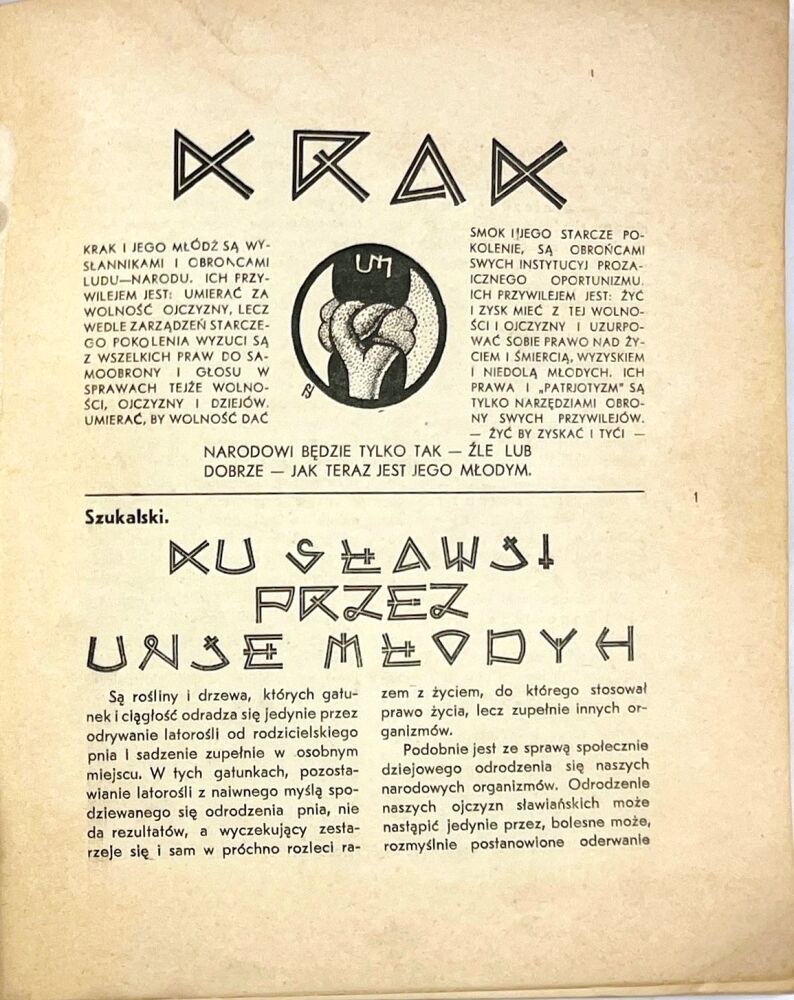 KRAK
KRAK I JEGO MŁÓDŹ SĄ WY-
SŁANNIKAMI I OBROŃCAMI
LUDU—NARODU. ICH PRZY-
WILEJEM JEST: UMIERAĆ ZA
WOLNOŚĆ OJCZYZNY, LECZ
WEDLE ZARZĄDZEŃ STARCZE-
GO POKOLENIA WYZUCI SĄ
Z WSZELKICH PRAW DO SA-
MOOBRONY I GŁOSU W
SPRAWACH TEJŻE WOLNO-
ŚCI, OJCZYZNY I DZIEJÓW.
UMIERAĆ, BY WOLNOŚĆ DAĆ
UM
SMOK I JEGO STARCZE PO-
KOLENIE, SĄ OBROŃCAMI
SWYCH INSTYTUCYJ PROZA-
ICZNEGO OPORTUNIZMU.
ICH PRZYWILEJEM JEST: ŻYĆ
I ZYSK MIEĆ Z TEJ WOLNO-
ŚCI I OJCZYZNY I UZURPO-
WAĆ SOBIE PRAWO NAD ŻY-
CIEM I ŚMIERCIĄ, WYZYSKIEM
I NIEDOLĄ MŁODYCH. ICH
PRAWA I „PATRJOTYZM" SĄ
TYLKO NARZĘDZIAMI OBRO-
NY SWYCH PRZYWILEJÓW.
— ŻYĆ BY ZYSKAĆ I TYĆI —
NARODOWI BĘDZIE TYLKO TAK — ŹLE LUB
DOBRZE — JAK TERAZ JEST JEGO MŁODYM.
1
Szukalski.
KU SŁAWJI
PRZEZ
UNJE MŁODYH
Są rośliny i drzewa, których gatu-
nek i ciągłość odradza się jedynie przez
odrywanie latorośli od rodzicielskiego
pnia i sadzenie zupełnie w osobnym
miejscu. W tych gatunkach, pozosta-
wianie latorośli z naiwnego myślą spo-
dziewanego się odrodzenia pnia, nie
da rezultatów, a wyczekujący zesta-
rzeje się i sam w próchno rozleci ra-
zem z życiem, do którego stosował
prawo życia, lecz zupełnie innych or-
ganizmów.
Podobnie jest ze sprawą społecznie
dziejowego odrodzenia się naszych
narodowych organizmów. Odrodzenie
naszych ojczyzn sławiańskich może
nastąpić jedynie przez, bolesne może,
rozmyślnie postanowione oderwanie